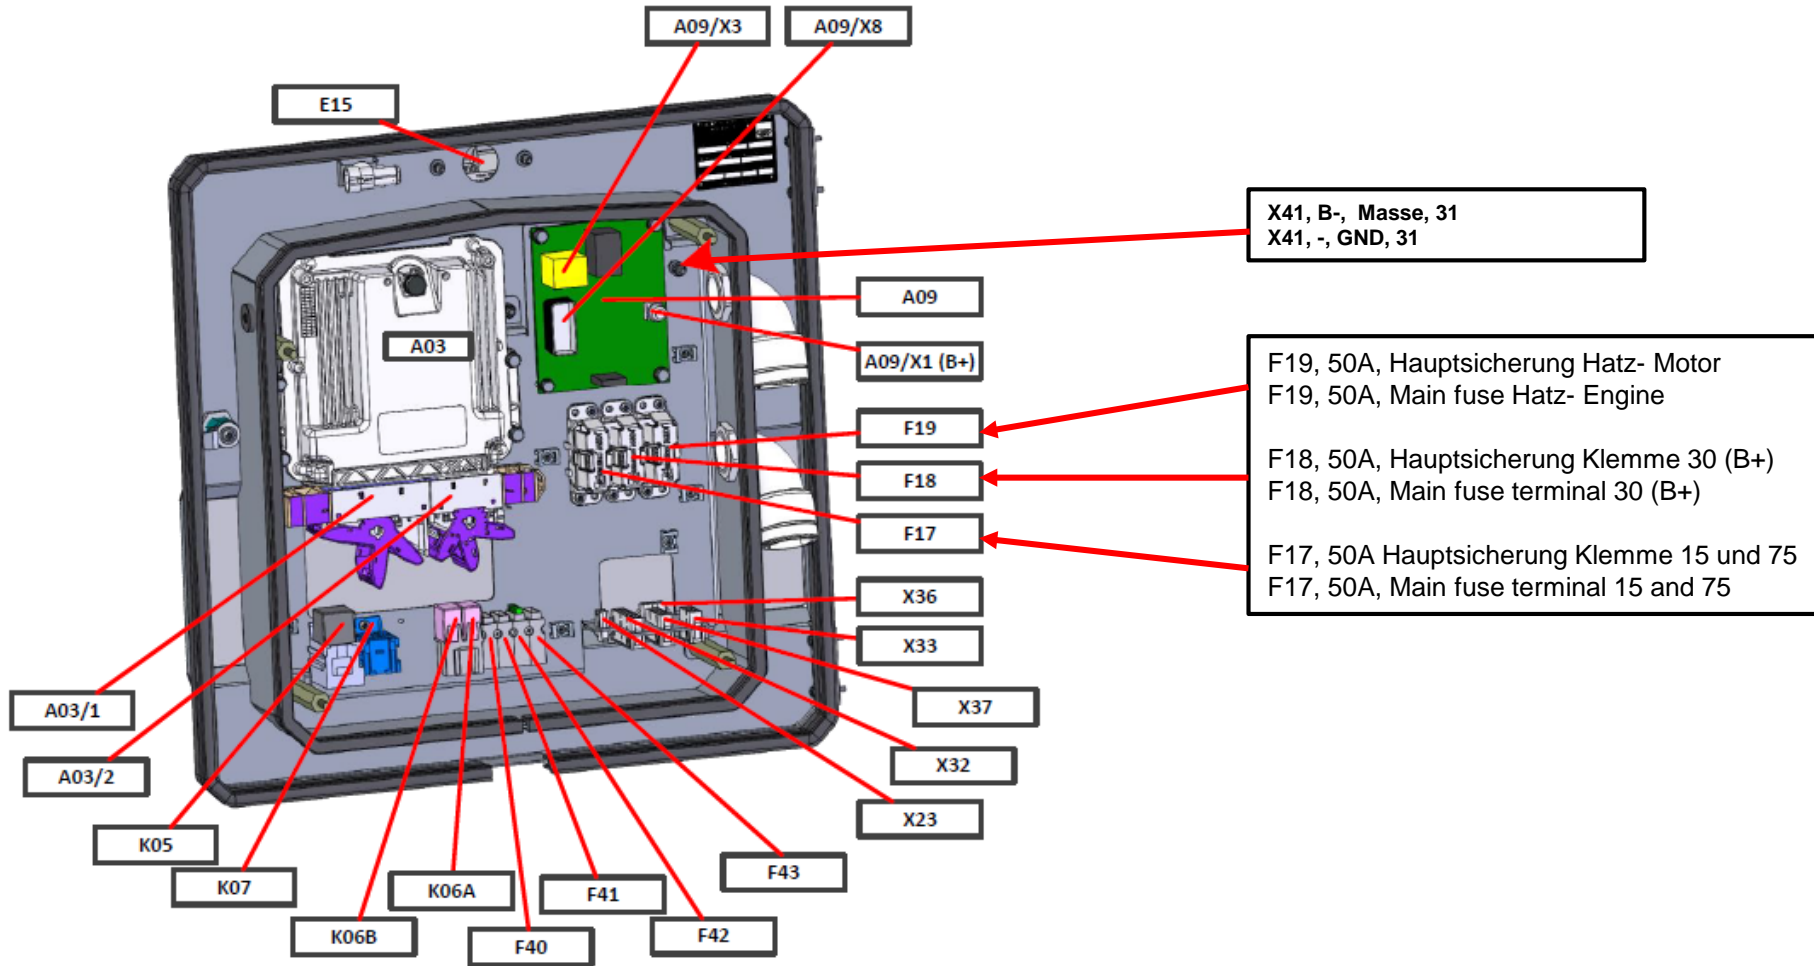 A09/X3
A09/X8
E15
X41, B-, Masse, 31
X41, -, GND, 31
A09
A03
A09/X1 (B+)
F19, 50A, Hauptsicherung Hatz- Motor
F19, 50A, Main fuse Hatz- Engine
F19
F18, 50A, Hauptsicherung Klemme 30 (B+)
F18, 50A, Main fuse terminal 30 (B+)
F18
F17
F17, 50A Hauptsicherung Klemme 15 und 75
F17, 50A, Main fuse terminal 15 and 75
X36
X33
A03/1
X37
A03/2
X32
X23
K05
K07
K06A
F41
F43
K06B
F40
F42